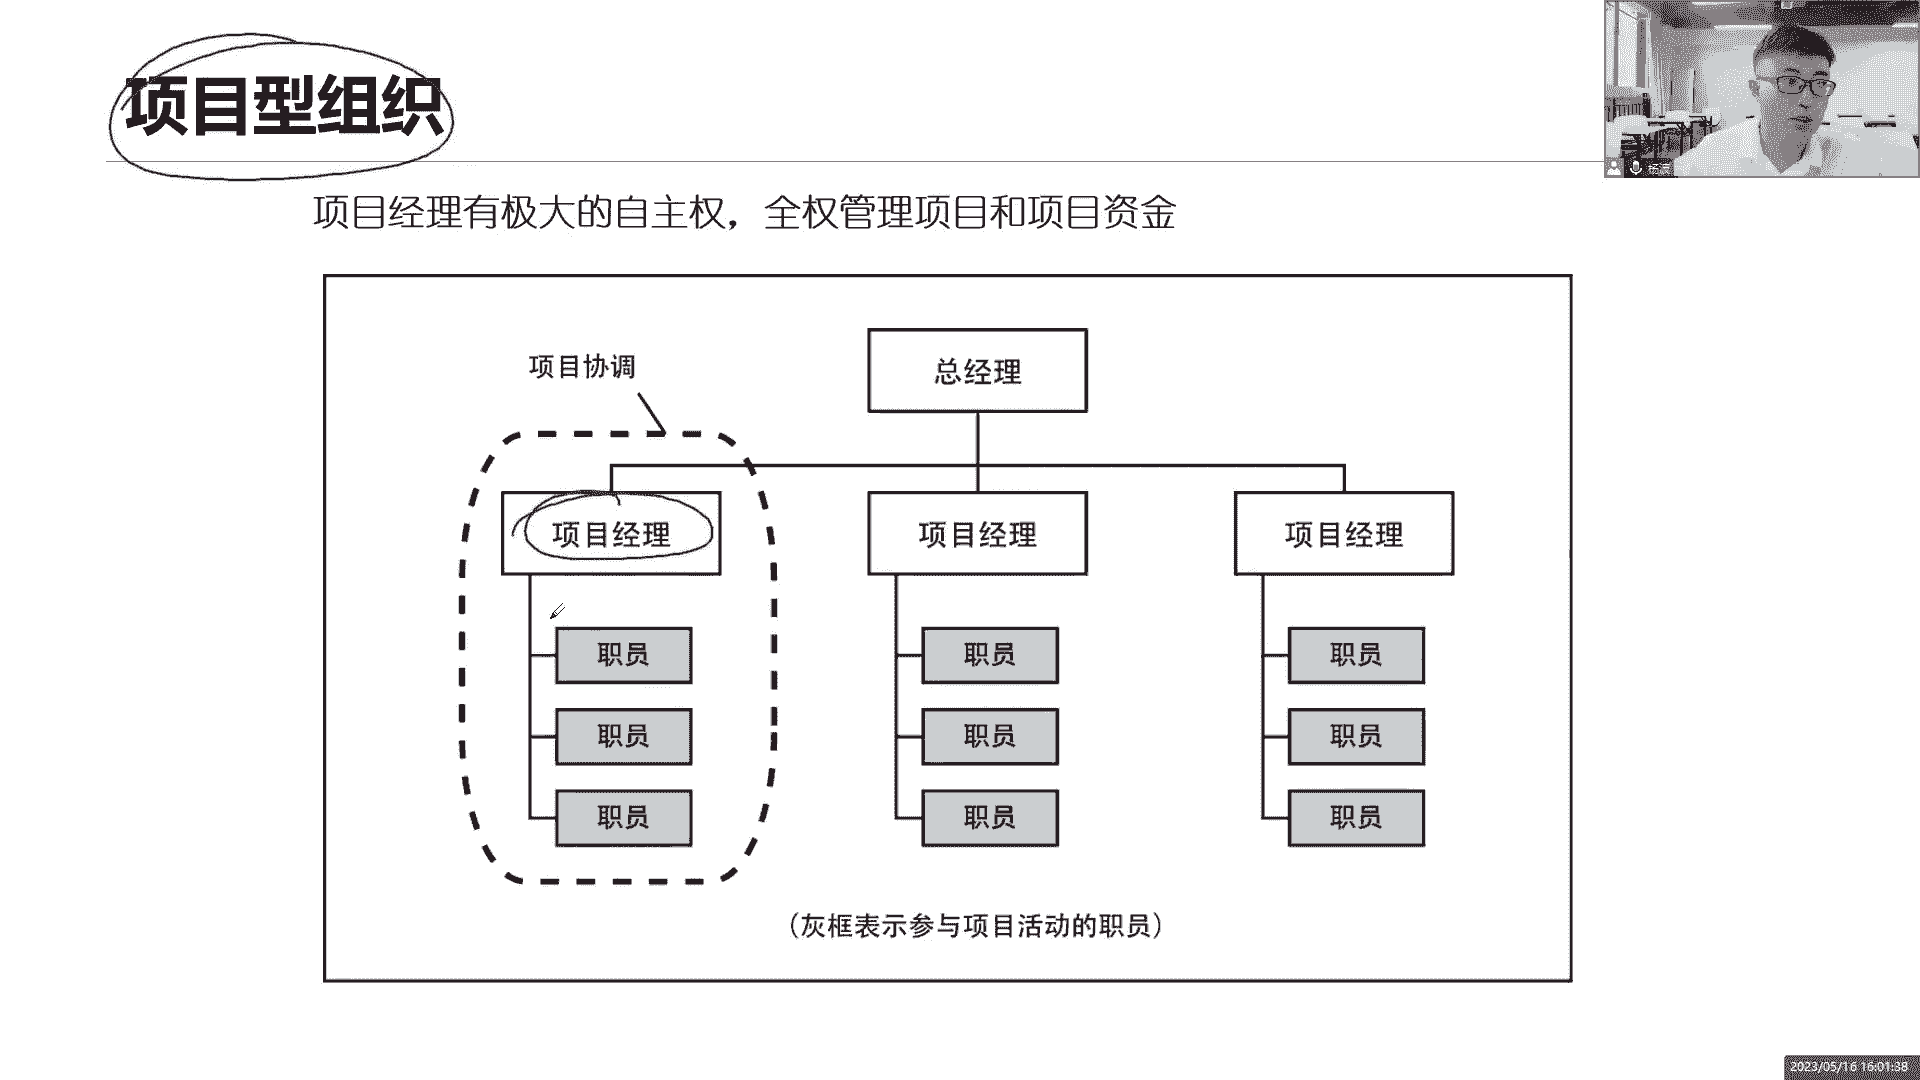 项目型组织
项目经理有极大的自主权，全权管理项目和项目资金
项目协调
总经理
项目经理
项目经理
项目经理
职员
职员
职员
职员
职员
职员
职员
职员
职员
（灰框表示参与项目活动的职员）
2023/05/16 16:01:38